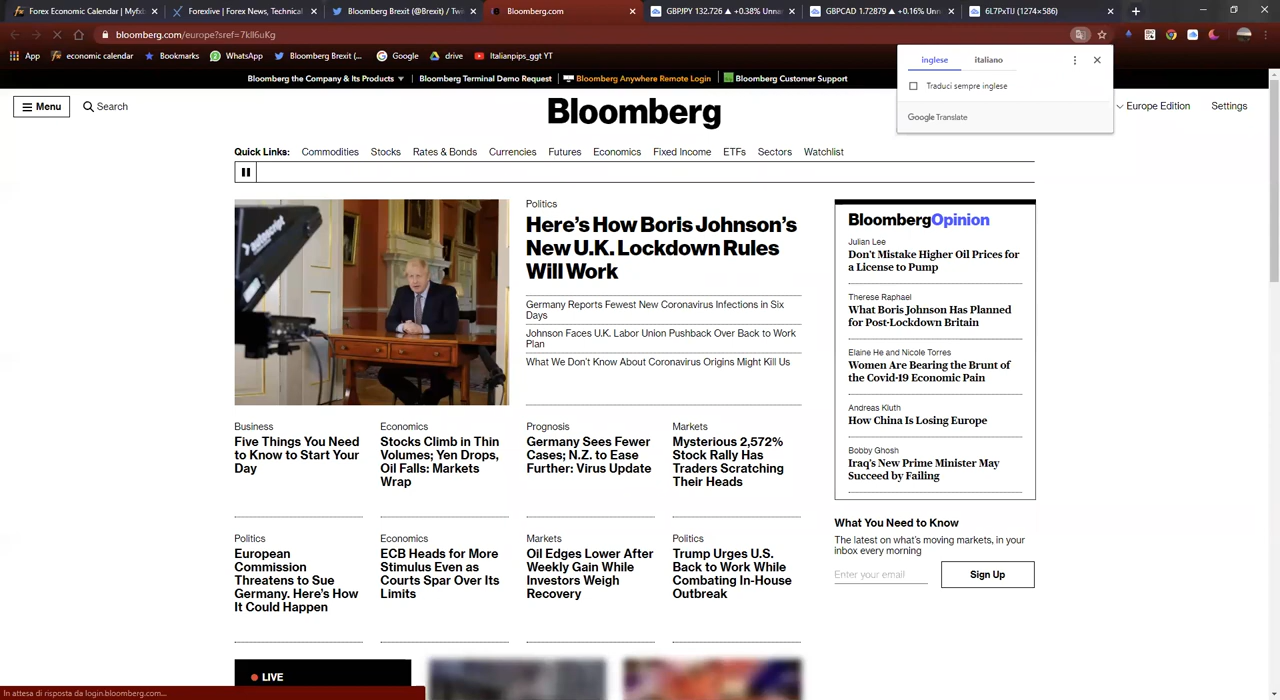 Forex Economic Calendar | Myfx
Forexlive | Forex News, Technical
Bloomberg Brexit (@Brexit) / Tw
Bloomberg.com
GBPJPY 132.726 ▲ +0.38% Unnam
GBPCAD 1.72879 ▲ +0.16% Unn
6L7PxTIJ (1274×586)
bloomberg.com/europe?sref=7kII6uKg
App
economic calendar
Bookmarks
WhatsApp
Bloomberg Brexit (...
Google
drive
Italianpips_ggt YT
inglese
italiano
Traduci sempre inglese
Google Translate
Bloomberg the Company & Its Products
Bloomberg Terminal Demo Request
Bloomberg Anywhere Remote Login
Bloomberg Customer Support
Menu
Search
Bloomberg
Europe Edition
Settings
Quick Links: Commodities Stocks Rates & Bonds Currencies Futures Economics Fixed Income ETFs Sectors Watchlist
Politics
Here's How Boris Johnson's
New U.K. Lockdown Rules
Will Work
Germany Reports Fewest New Coronavirus Infections in Six
Days
Johnson Faces U.K. Labor Union Pushback Over Back to Work
Plan
What We Don't Know About Coronavirus Origins Might Kill Us
autoscript
BloombergOpinion
Julian Lee
Don't Mistake Higher Oil Prices for
a License to Pump
Therese Raphael
What Boris Johnson Has Planned
for Post-Lockdown Britain
Elaine He and Nicole Torres
Women Are Bearing the Brunt of
the Covid-19 Economic Pain
Andreas Kluth
How China Is Losing Europe
Bobby Ghosh
Iraq's New Prime Minister May
Succeed by Failing
Business
Five Things You Need
to Know to Start Your
Day
Economics
Stocks Climb in Thin
Volumes; Yen Drops,
Oil Falls: Markets
Wrap
Prognosis
Germany Sees Fewer
Cases; N.Z. to Ease
Further: Virus Update
Markets
Mysterious 2,572%
Stock Rally Has
Traders Scratching
Their Heads
What You Need to Know
The latest on what's moving markets, in your
inbox every morning
Enter your email
Sign Up
Politics
European
Commission
Threatens to Sue
Germany. Here's How
It Could Happen
Economics
ECB Heads for More
Stimulus Even as
Courts Spar Over Its
Limits
Markets
Oil Edges Lower After
Weekly Gain While
Investors Weigh
Recovery
Politics
Trump Urges U.S.
Back to Work While
Combating In-House
Outbreak
LIVE
In attesa di risposta da login.bloomberg.com...